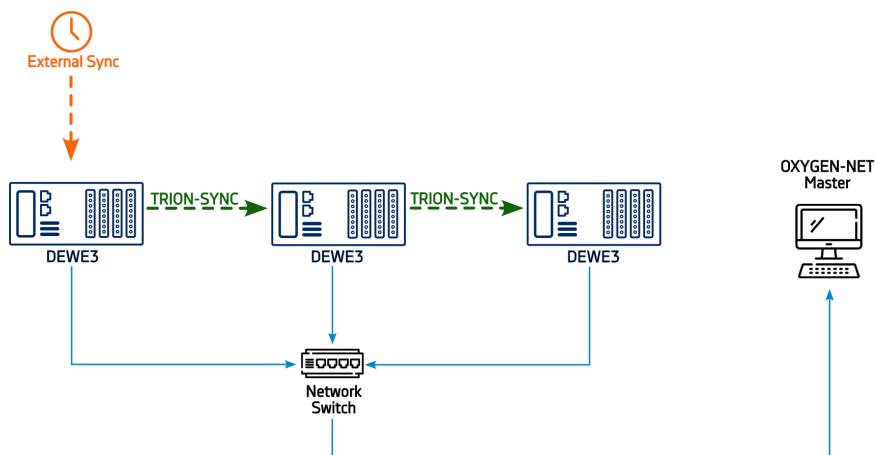 External Sync
TRION-SYNC
TRION-SYNC
OXYGEN-NET
Master
DEWE3
DEWE3
DEWE3
Network
Switch